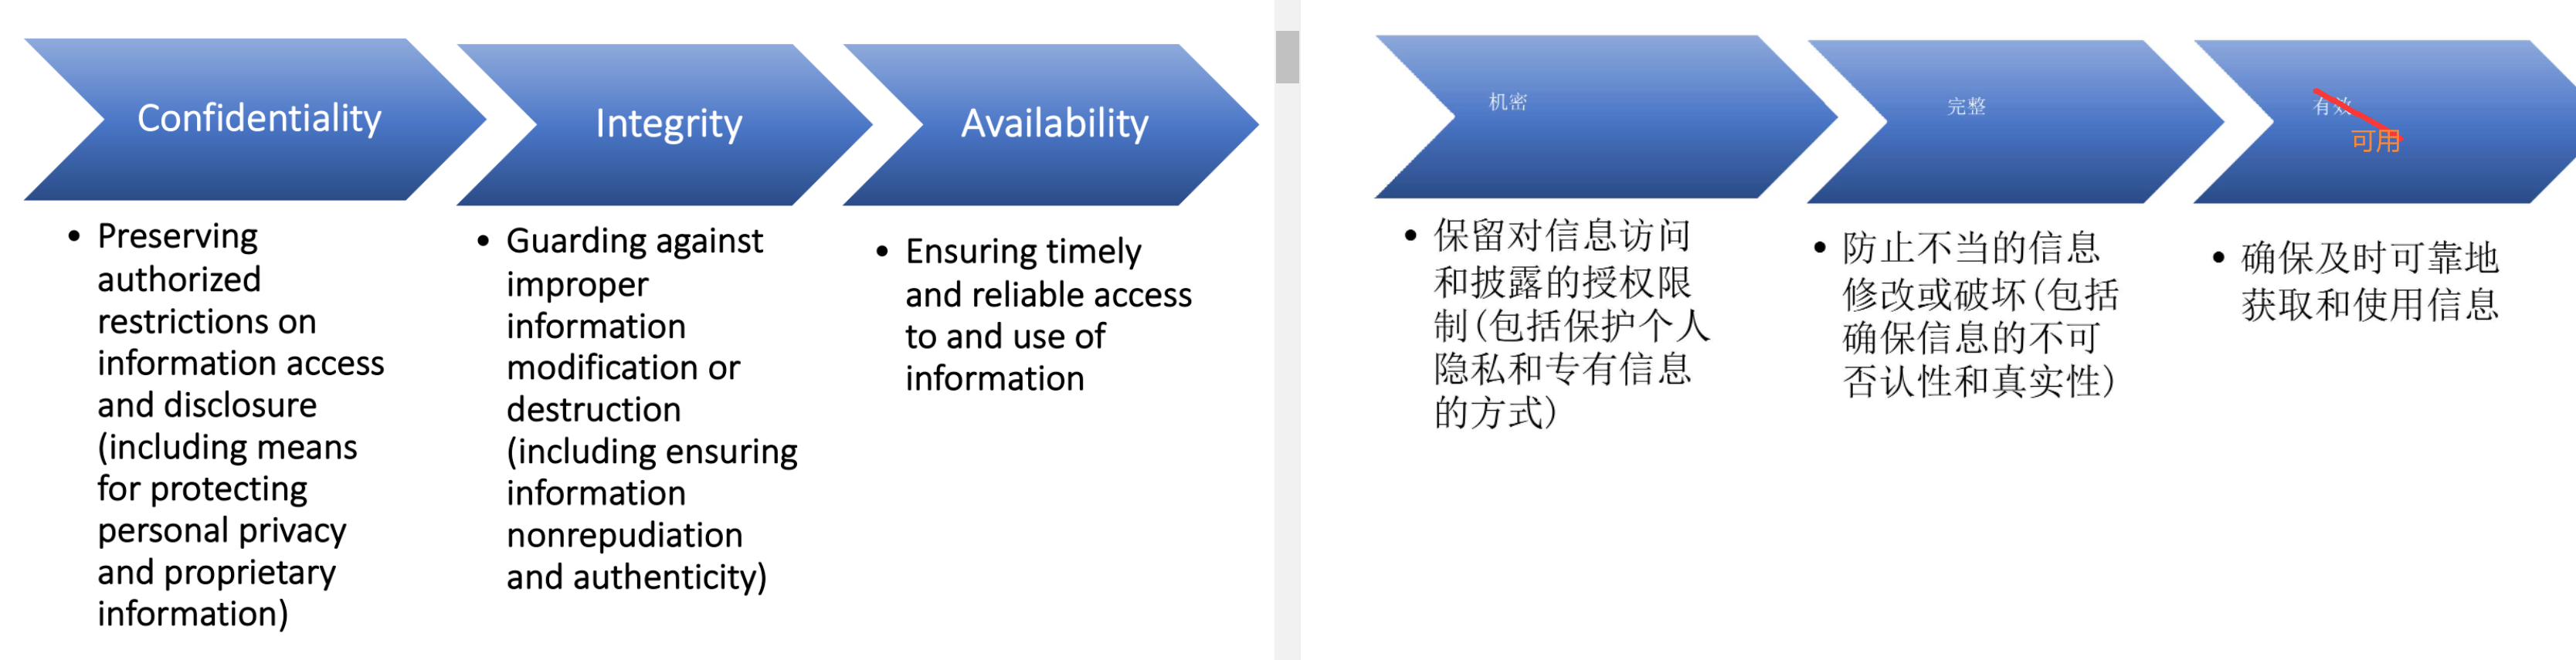 Confidentiality
Preserving
authorized
restrictions on
information access
and disclosure
(including means
for protecting
personal privacy
and proprietary
information)
Integrity
Guarding against
improper
information
modification or
destruction
(including ensuring
information
nonrepudiation
and authenticity)
Availability
Ensuring timely
and reliable access
to and use of
information
机密
保留对信息访问
和披露的授权限
制(包括保护个人
隐私和专有信息
的方式)
完整
防止不当的信息
修改或破坏(包括
确保信息的不可
否认性和真实性)
有效
可用
确保及时可靠地
获取和使用信息